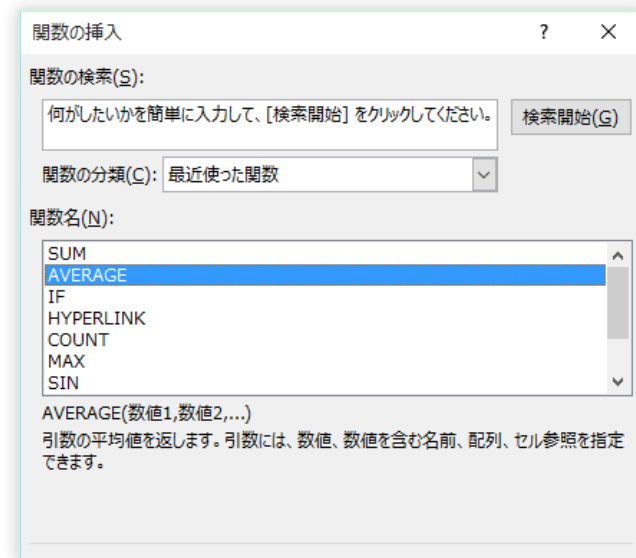 関数の挿入 ? ×
関数の検索(S):
何がしたいかを簡単に入力して、[検索開始] をクリックしてください。 検索開始(G)
関数の分類(C): 最近使った関数
関数名(N):
SUM
AVERAGE
IF
HYPERLINK
COUNT
MAX
SIN
AVERAGE(数値1,数値2,...)
引数の平均値を返します。引数には、数値、数値を含む名前、配列、セル参照を指定
できます。